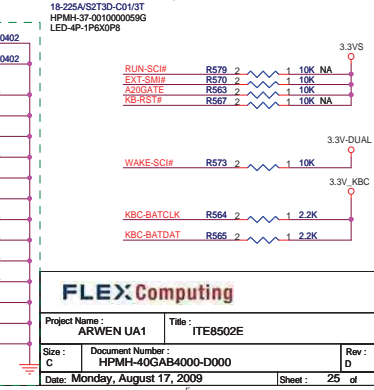 18-225A/S2T3D-C01/3T
HPMH-37-0010000059G
LED-4P-1P6X0P8
0402
0402
3.3VS
RUN-SCI# R579 2 1 10K NA
EXT-SMI# R570 2 1 10K
A20GATE R563 2 1 10K
KB-RST# R567 2 1 10K NA
3.3V-DUAL
WAKE-SCI# R573 2 1 10K
3.3V_KBC
KBC-BATCLK R564 2 1 2.2K
KBC-BATDAT R565 2 1 2.2K
FLEX Computing
Project Name : Title :
ARWEN UA1 ITE8502E
Size : Document Number : Rev :
C HPMH-40GAB4000-D000 D
Date: Monday, August 17, 2009 Sheet : 25 of